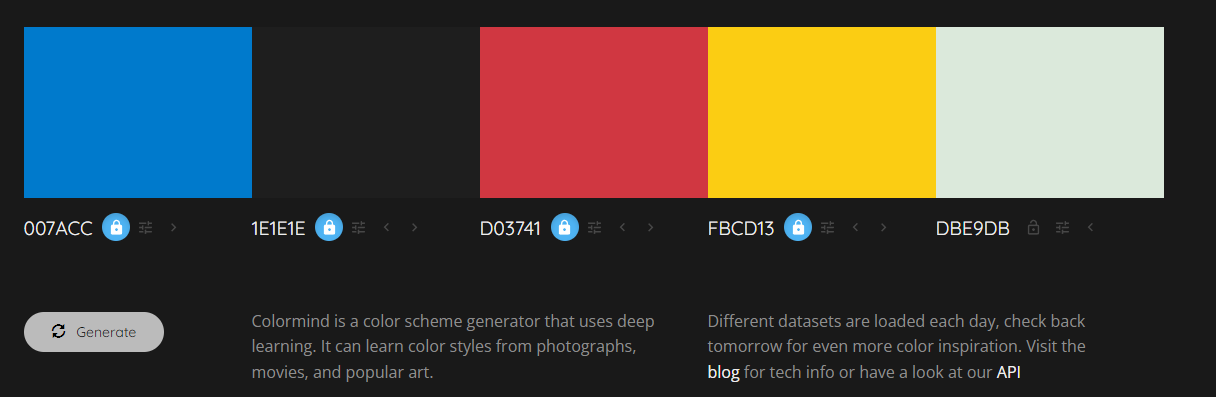 007ACC
1E1E1E
D03741
FBCD13
DBE9DB
Generate
Colormind is a color scheme generator that uses deep
learning. It can learn color styles from photographs,
movies, and popular art.
Different datasets are loaded each day, check back
tomorrow for even more color inspiration. Visit the
blog for tech info or have a look at our API